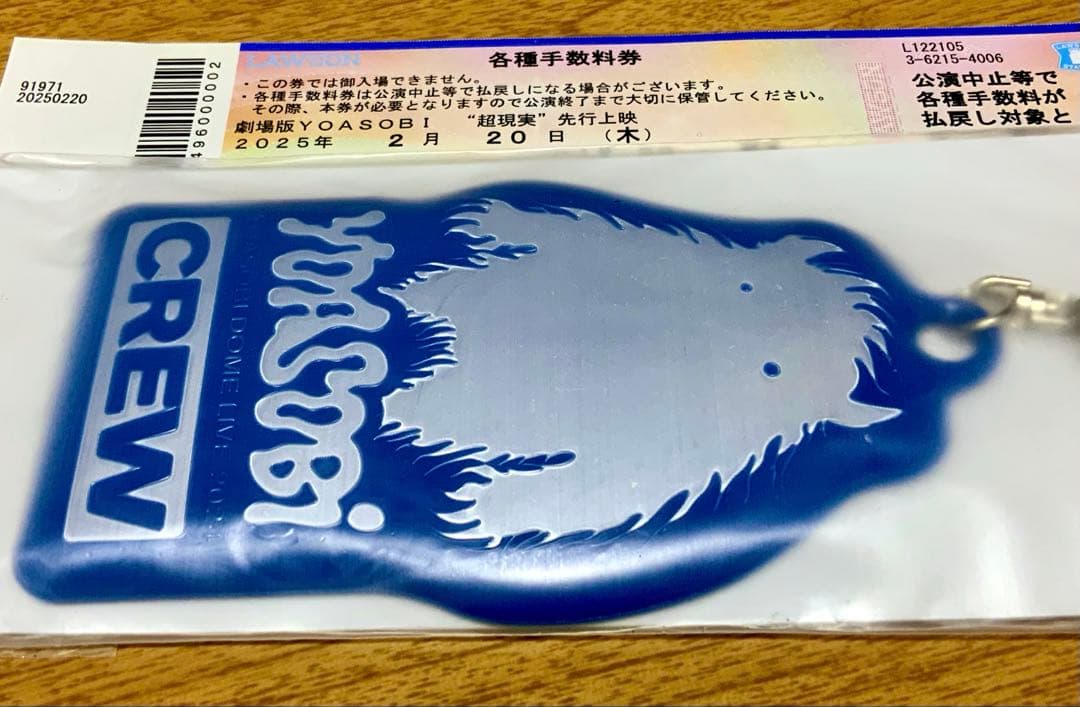 91971
20250220
4960000002
LAWSON
各種手数料券
・この券では御入場できません。
・各種手数料券は公演中止等で払戻しになる場合がございます。
その際、本券が必要となりますので公演終了まで大切に保管してください。
劇場版YOASOBI “超現実” 先行上映
2025年 2月 20日 (木)
L122105
3-6215-4006
公演中止等で
各種手数料が
払戻し対象と
YOASOBI
DOME LIVE
CREW